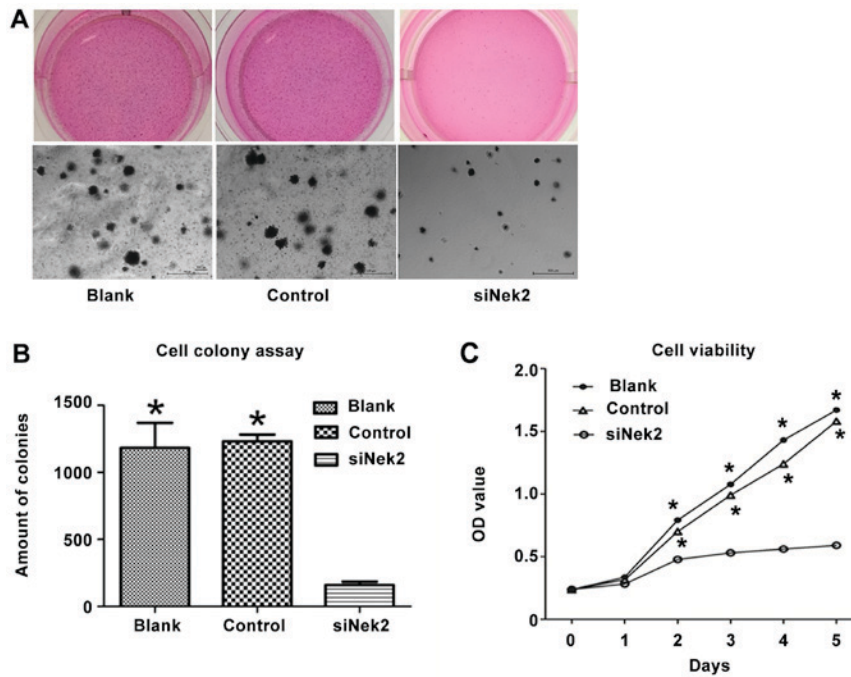 A
Blank Control siNek2
B
Cell colony assay
Amount of colonies
1500
1000
500
0
Blank
Control
siNek2
Blank Control siNek2
C
Cell viability
OD value
2.0
1.5
1.0
0.5
0
Blank
Control
siNek2
* * * *
* * * *
0 1 2 3 4 5
Days